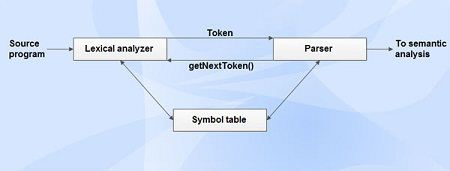 Token
Source
program
Lexical analyzer
Parser
To semantic
analysis
getNextToken()
Symbol table